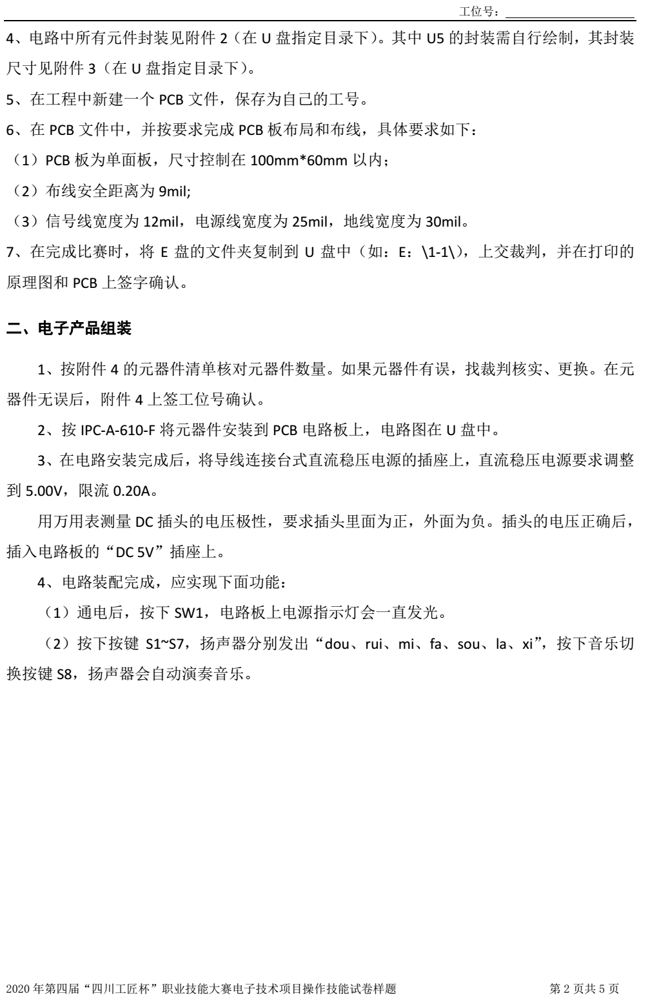 工位号：
4、电路中所有元件封装见附件 2（在 U 盘指定目录下）。其中 U5 的封装需自行绘制，其封装
尺寸见附件 3（在 U 盘指定目录下）。
5、在工程中新建一个 PCB 文件，保存为自己的工号。
6、在 PCB 文件中，并按要求完成 PCB 板布局和布线，具体要求如下：
（1）PCB 板为单面板，尺寸控制在 100mm*60mm 以内；
（2）布线安全距离为 9mil;
（3）信号线宽度为 12mil，电源线宽度为 25mil，地线宽度为 30mil。
7、在完成比赛时，将 E 盘的文件夹复制到 U 盘中（如：E：\1-1\），上交裁判，并在打印的
原理图和 PCB 上签字确认。
二、电子产品组装
1、按附件 4 的元器件清单核对元器件数量。如果元器件有误，找裁判核实、更换。在元
器件无误后，附件 4 上签工位号确认。
2、按 IPC-A-610-F 将元器件安装到 PCB 电路板上，电路图在 U 盘中。
3、在电路安装完成后，将导线连接台式直流稳压电源的插座上，直流稳压电源要求调整
到 5.00V，限流 0.20A。
用万用表测量 DC 插头的电压极性，要求插头里面为正，外面为负。插头的电压正确后，
插入电路板的“DC 5V”插座上。
4、电路装配完成，应实现下面功能：
（1）通电后，按下 SW1，电路板上电源指示灯会一直发光。
（2）按下按键 S1~S7，扬声器分别发出“dou、rui、mi、fa、sou、la、xi”，按下音乐切
换按键 S8，扬声器会自动演奏音乐。
2020 年第四届“四川工匠杯”职业技能大赛电子技术项目操作技能试卷样题 第 2 页共 5 页